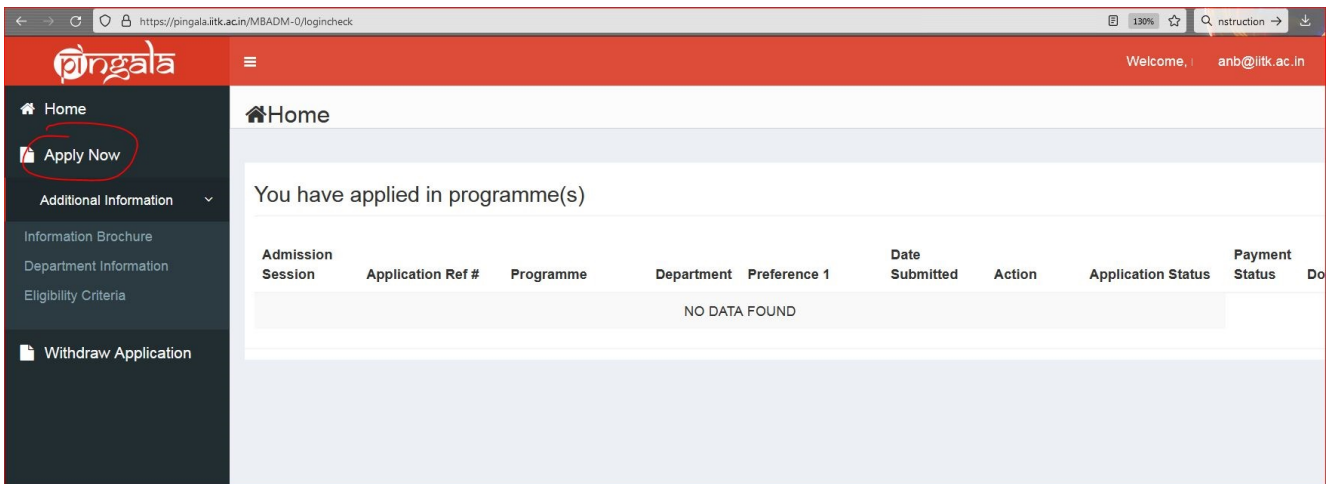 https://pingala.iitk.ac.in/MBADM-0/logincheck 130% nstruction
pingala
Welcome, anb@iitk.ac.in
Home
Home
Apply Now
Additional Information
You have applied in programme(s)
Information Brochure
Department Information
Eligibility Criteria
Admission Session Application Ref # Programme Department Preference 1 Date Submitted Action Application Status Payment Status Do
NO DATA FOUND
Withdraw Application